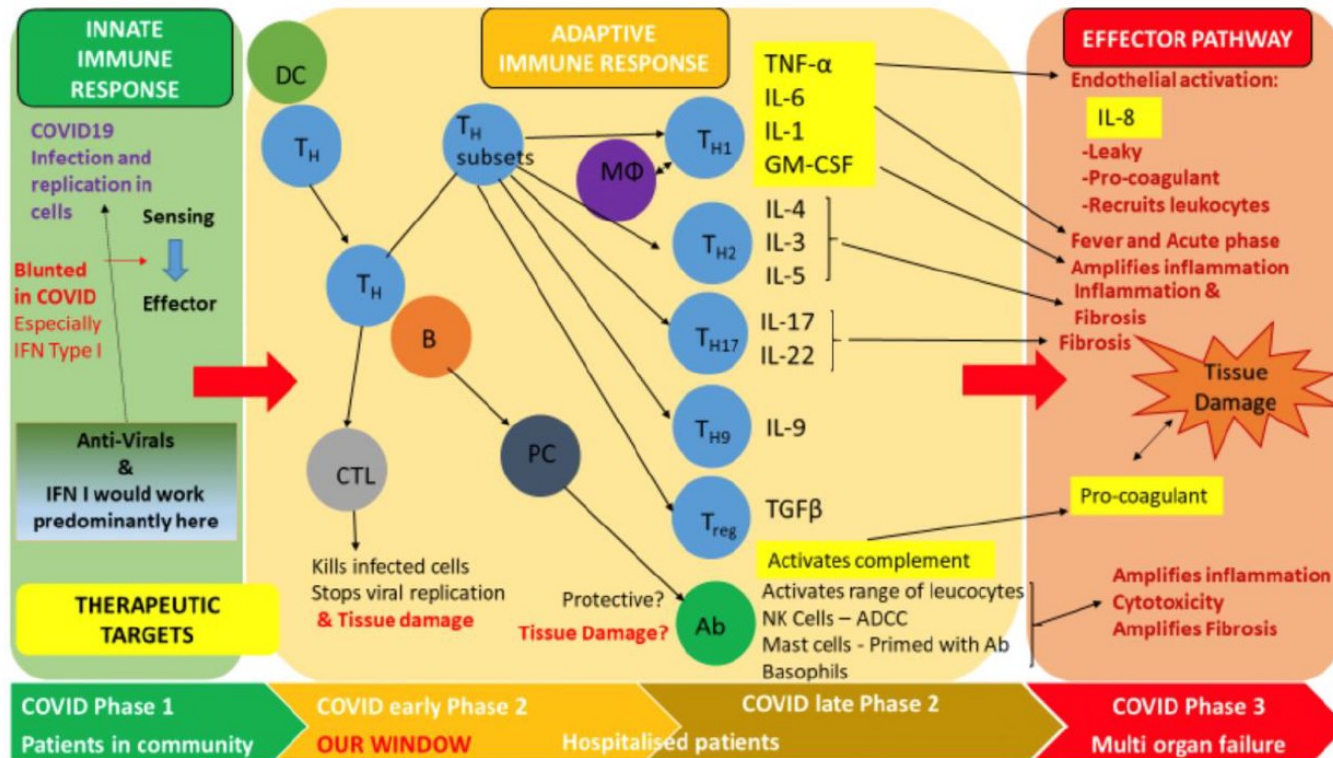 INNATE
IMMUNE
RESPONSE
COVID19
Infection and
replication in
cells
Sensing
Blunted
in COVID
Especially
IFN Type I
Effector
Anti-Virals
&
IFN I would work
predominantly here
THERAPEUTIC
TARGETS
ADAPTIVE
IMMUNE RESPONSE
DC
TH
TH
subsets
TH
B
CTL
PC
Kills infected cells
Stops viral replication
& Tissue damage
MΦ
TH1
TH2
TH17
TH9
Treg
Ab
Protective?
Tissue Damage?
TNF-α
IL-6
IL-1
GM-CSF
IL-4
IL-3
IL-5
IL-17
IL-22
IL-9
TGFβ
Activates complement
Activates range of leucocytes
NK Cells – ADCC
Mast cells - Primed with Ab
Basophils
EFFECTOR PATHWAY
Endothelial activation:
IL-8
-Leaky
-Pro-coagulant
-Recruits leukocytes
Fever and Acute phase
Amplifies inflammation
Inflammation &
Fibrosis
Fibrosis
Tissue
Damage
Pro-coagulant
Amplifies inflammation
Cytotoxicity
Amplifies Fibrosis
COVID Phase 1
Patients in community
COVID early Phase 2
OUR WINDOW
COVID late Phase 2
Hospitalised patients
COVID Phase 3
Multi organ failure